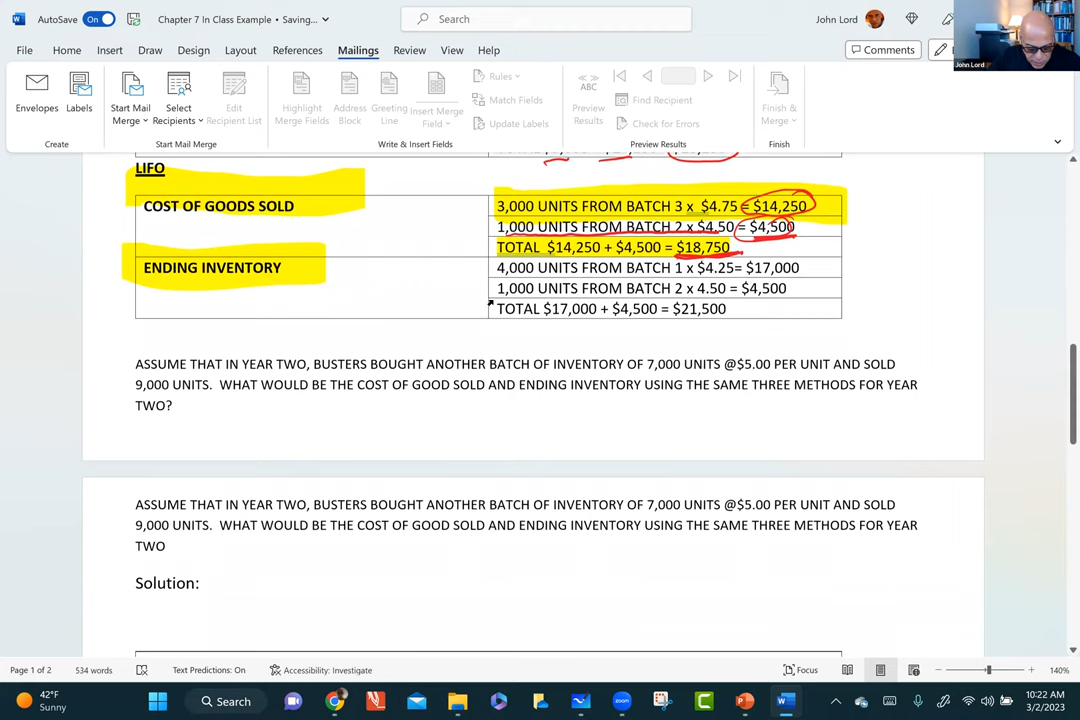 AutoSave On Chapter 7 In Class Example • Saving... Search John Lord
File Home Insert Draw Design Layout References Mailings Review View Help Comments
Envelopes Labels Start Mail Merge Select Recipients Edit Recipient List Highlight Merge Fields Address Block Greeting Line Insert Merge Field Rules Match Fields Update Labels ABC Preview Results Find Recipient Check for Errors Finish & Merge
Create Start Mail Merge Write & Insert Fields Preview Results Finish
John Lord
LIFO
COST OF GOODS SOLD 3,000 UNITS FROM BATCH 3 x $4.75 = $14,250
1,000 UNITS FROM BATCH 2 x $4.50 = $4,500
TOTAL $14,250 + $4,500 = $18,750
ENDING INVENTORY 4,000 UNITS FROM BATCH 1 x $4.25= $17,000
1,000 UNITS FROM BATCH 2 x 4.50 = $4,500
TOTAL $17,000 + $4,500 = $21,500
ASSUME THAT IN YEAR TWO, BUSTERS BOUGHT ANOTHER BATCH OF INVENTORY OF 7,000 UNITS @$5.00 PER UNIT AND SOLD
9,000 UNITS. WHAT WOULD BE THE COST OF GOOD SOLD AND ENDING INVENTORY USING THE SAME THREE METHODS FOR YEAR
TWO?
ASSUME THAT IN YEAR TWO, BUSTERS BOUGHT ANOTHER BATCH OF INVENTORY OF 7,000 UNITS @$5.00 PER UNIT AND SOLD
9,000 UNITS. WHAT WOULD BE THE COST OF GOOD SOLD AND ENDING INVENTORY USING THE SAME THREE METHODS FOR YEAR
TWO
Solution:
Page 1 of 2 534 words Text Predictions: On Accessibility: Investigate Focus 140%
42°F
Sunny
Search
10:22 AM
3/2/2023